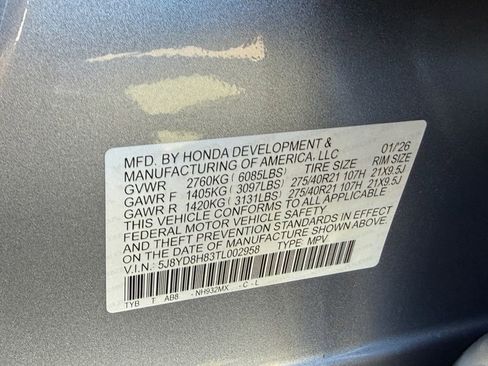 MFD. BY HONDA DEVELOPMENT & 01/26
MANUFACTURING OF AMERICA, LLC
GVWR 2760KG ( 6085LBS) TIRE SIZE RIM SIZE
GAWR F 1405KG ( 3097LBS) 275/40R21 107H 21X9.5J
GAWR R 1420KG ( 3131LBS) 275/40R21 107H 21X9.5J
THIS VEHICLE CONFORMS TO ALL APPLICABLE
FEDERAL MOTOR VEHICLE SAFETY, BUMPER,
AND THEFT PREVENTION STANDARDS IN EFFECT
ON THE DATE OF MANUFACTURE SHOWN ABOVE.
V.I.N.: 5J8YD8H83TL002958 TYPE: MPV
TYB T AB8 - NH932MX - C - L